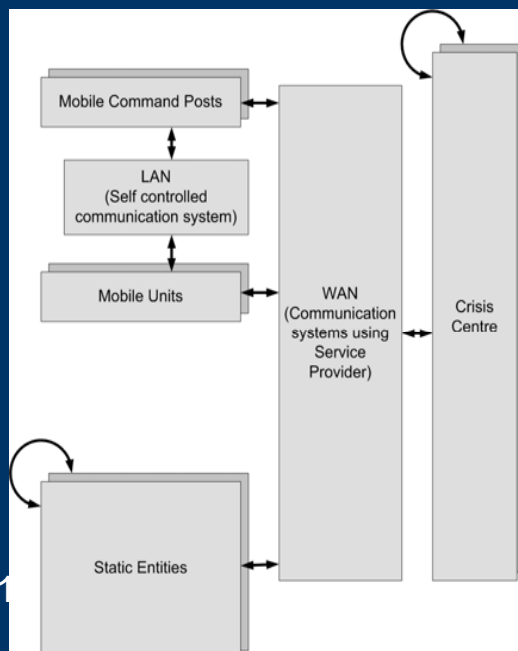 Mobile Command Posts
LAN
(Self controlled
communication system)
Mobile Units
WAN
(Communication
systems using
Service
Provider)
Crisis
Centre
Static Entities
1